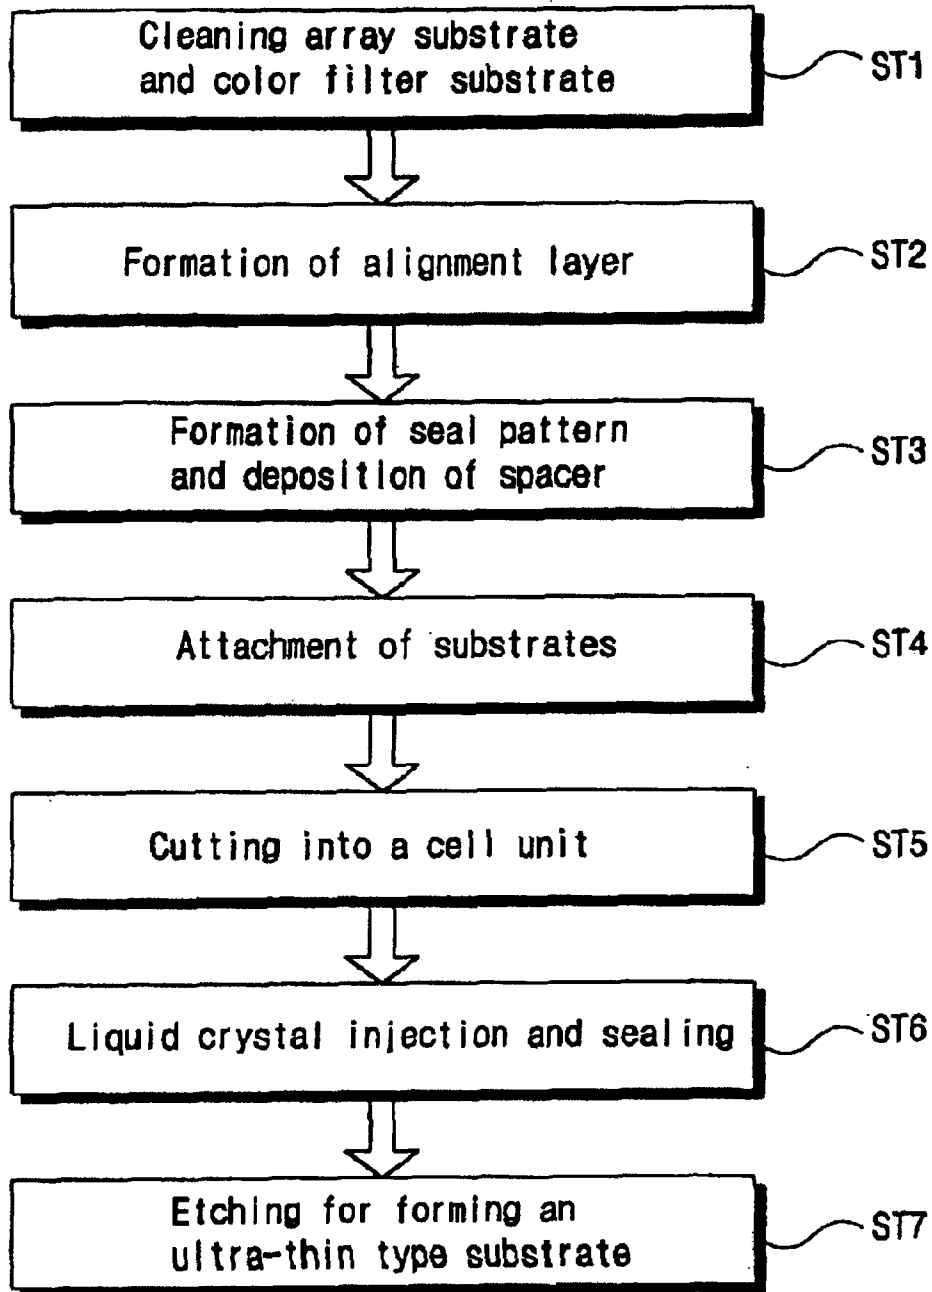 Cleaning array substrate
and color filter substrate
ST1
Formation of alignment layer
ST2
Formation of seal pattern
and deposition of spacer
ST3
Attachment of substrates
ST4
Cutting into a cell unit
ST5
Liquid crystal injection and sealing
ST6
Etching for forming an
ultra-thin type substrate
ST7